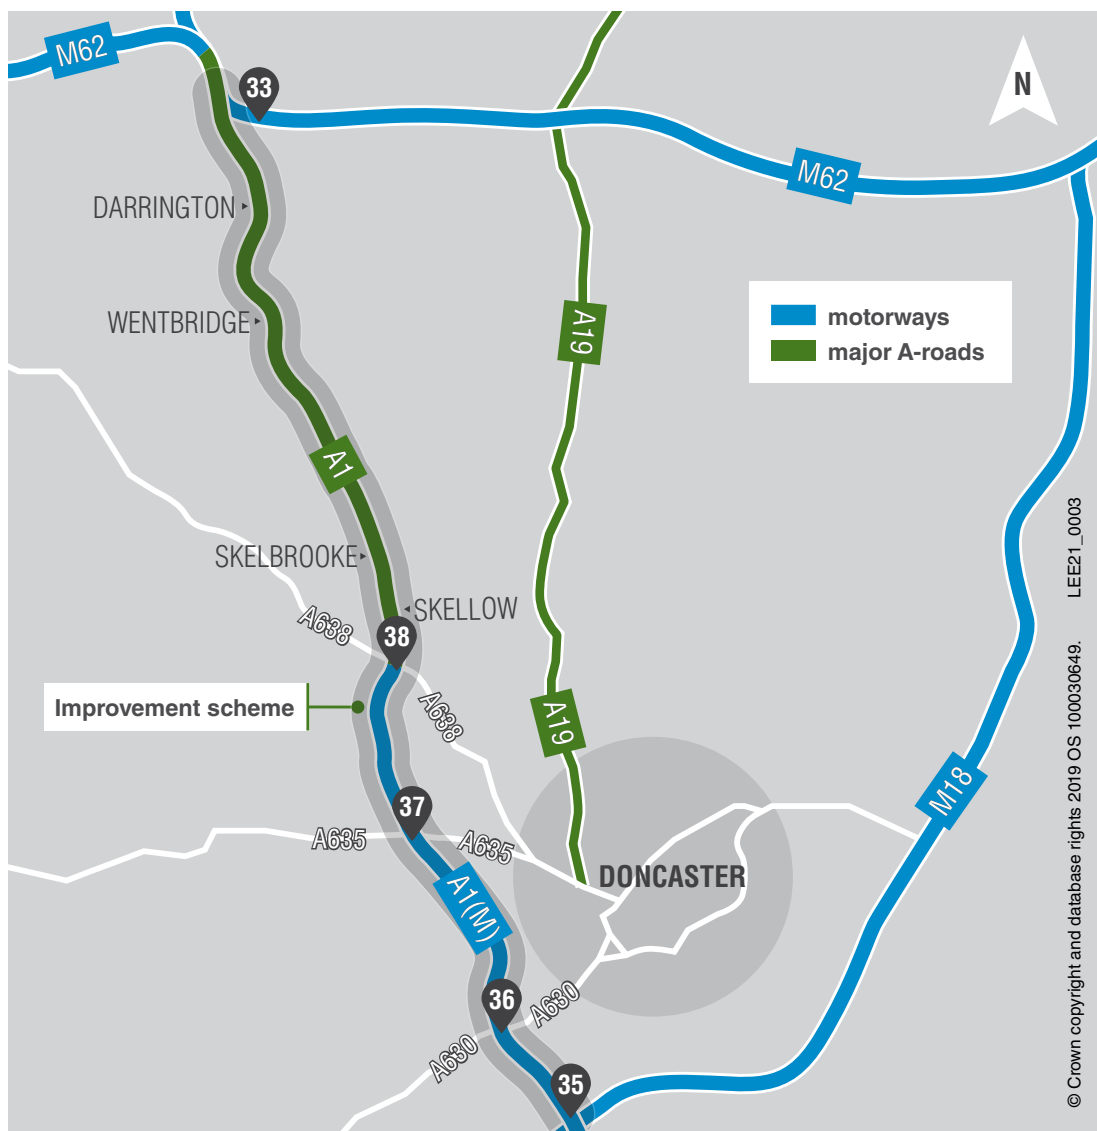 M62
33
N
M62
DARRINGTON
WENTBRIDGE
A19
motorways
major A-roads
A1
SKELBROOKE
SKELLOW
A638
38
Improvement scheme
A638
A19
M18
37
A635
A635
DONCASTER
A1(M)
36
A630
A630
35
© Crown copyright and database rights 2019 OS 100030649. LEE21_0003